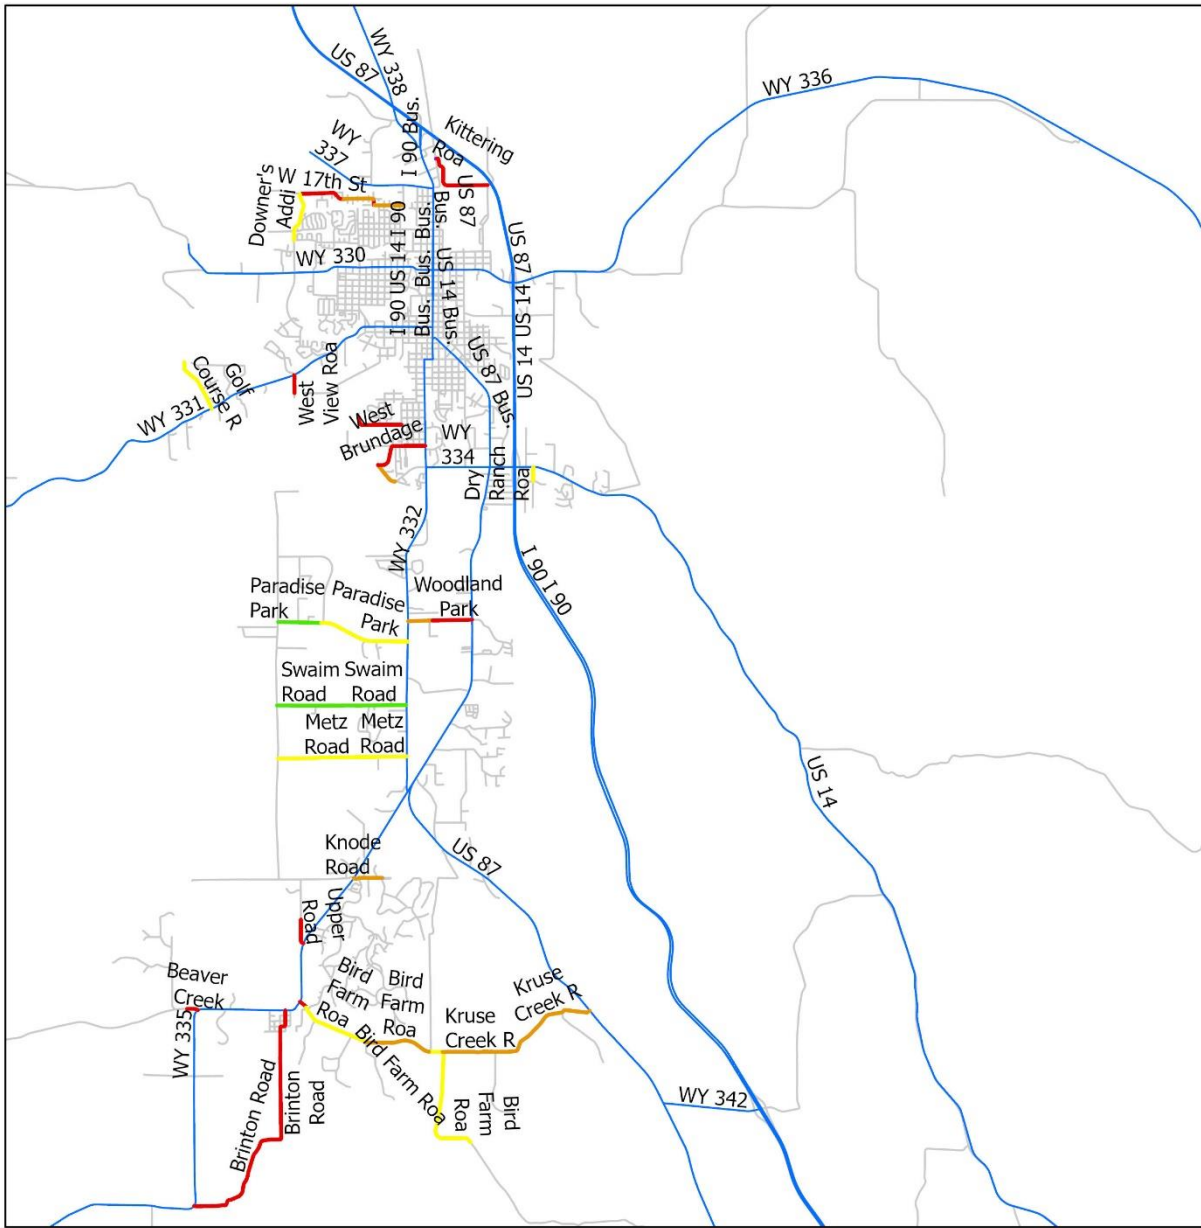 US 87
WY 338
I 90 Bus.
Kittering
Roa
WY 336
WY
337
W 17th St
Downer's
Addi
US 87
Bus.
WY 330
I 90 US 14 I 90
Bus. Bus. Bus.
US 14 Bus.
US 14 US 14 US 87
US 87 Bus.
Golf
Course R
WY 331
West
View Roa
West
Brundage
WY
334
Dry
Ranch
Roa
WY 332
I 90 I 90
Paradise
Park
Paradise
Park
Woodland
Park
Swaim
Road
Swaim
Road
Metz
Road
Metz
Road
US 14
Knode
Road
US 87
Upper
Road
Beaver
Creek
WY 335
Bird
Farm
Roa
Bird
Farm
Roa
Kruse
Creek R
Kruse
Creek R
Bird Farm Roa
Brinton Road
Brinton
Road
Bird
Farm
Roa
WY 342